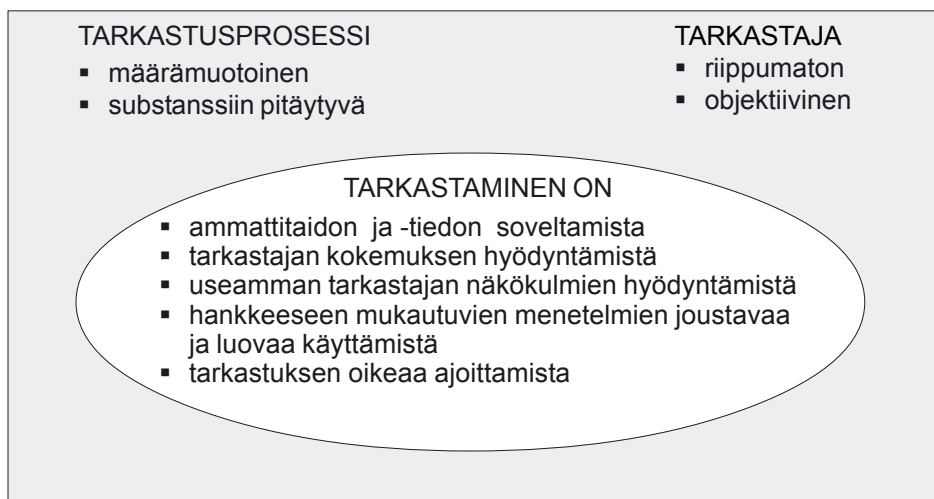 TARKASTUSPROSESSI
▪ määrämuotoinen
▪ substanssiin pitäytyvä
TARKASTAJA
▪ riippumaton
▪ objektiivinen
TARKASTAMINEN ON
▪ ammattitaidon ja -tiedon soveltamista
▪ tarkastajan kokemuksen hyödyntämistä
▪ useamman tarkastajan näkökulmien hyödyntämistä
▪ hankkeeseen mukautuvien menetelmien joustavaa
ja luovaa käyttämistä
▪ tarkastuksen oikeaa ajoittamista